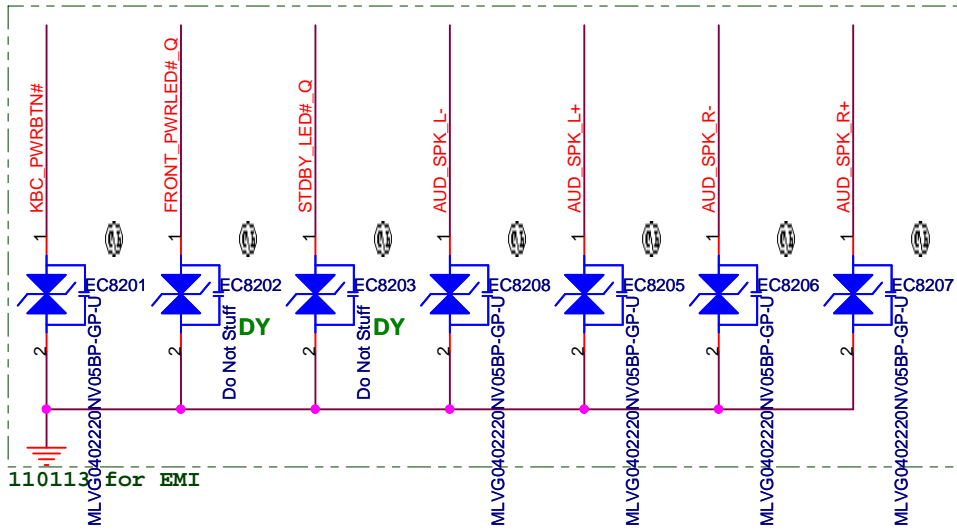 KBC_PWRBTN#
FRONT_PWRLED#_Q
STDBY_LED#_Q
AUD_SPK_L-
AUD_SPK_L+
AUD_SPK_R-
AUD_SPK_R+
1
1
1
1
1
1
1
EC8201
EC8202
EC8203
EC8208
EC8205
EC8206
EC8207
MLVG0402220NV05BP-GP-U
Do Not Stuff
DY
Do Not Stuff
DY
MLVG0402220NV05BP-GP-U
MLVG0402220NV05BP-GP-U
MLVG0402220NV05BP-GP-U
MLVG0402220NV05BP-GP-U
2
2
2
2
2
2
2
110113 for EMI